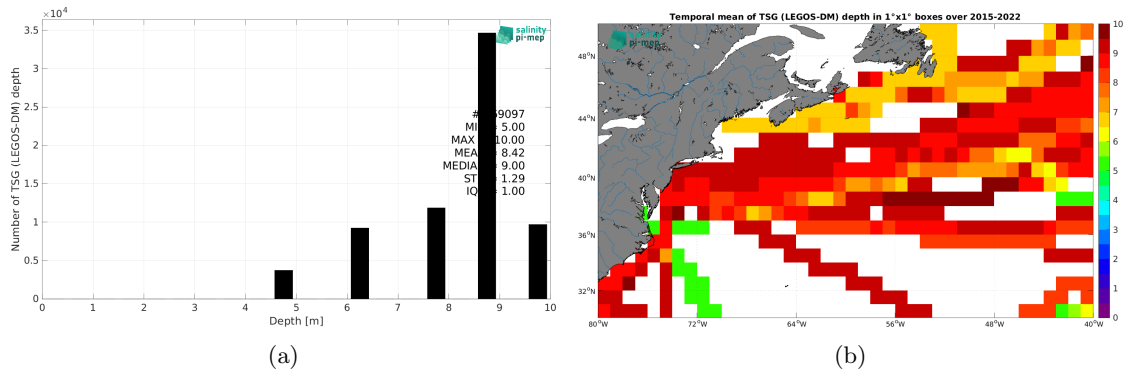 ×10⁴
3.5
3
2.5
2
1.5
1
0.5
0
Number of TSG (LEGOS-DM) depth
salinity
pi-mep
#
MI = 5.00
MAX 10.00
MEA = 8.42
MEDIA = 9.00
ST = 1.29
IQ = 1.00
0 1 2 3 4 5 6 7 8 9 10
Depth [m]
(a)
Temporal mean of TSG (LEGOS-DM) depth in 1°x1° boxes over 2015-2022
salinity
pi-mep
48°N
44°N
40°N
36°N
32°N
80°W 72°W 64°W 56°W 48°W 40°W
10
9
8
7
6
5
4
3
2
1
0
(b)